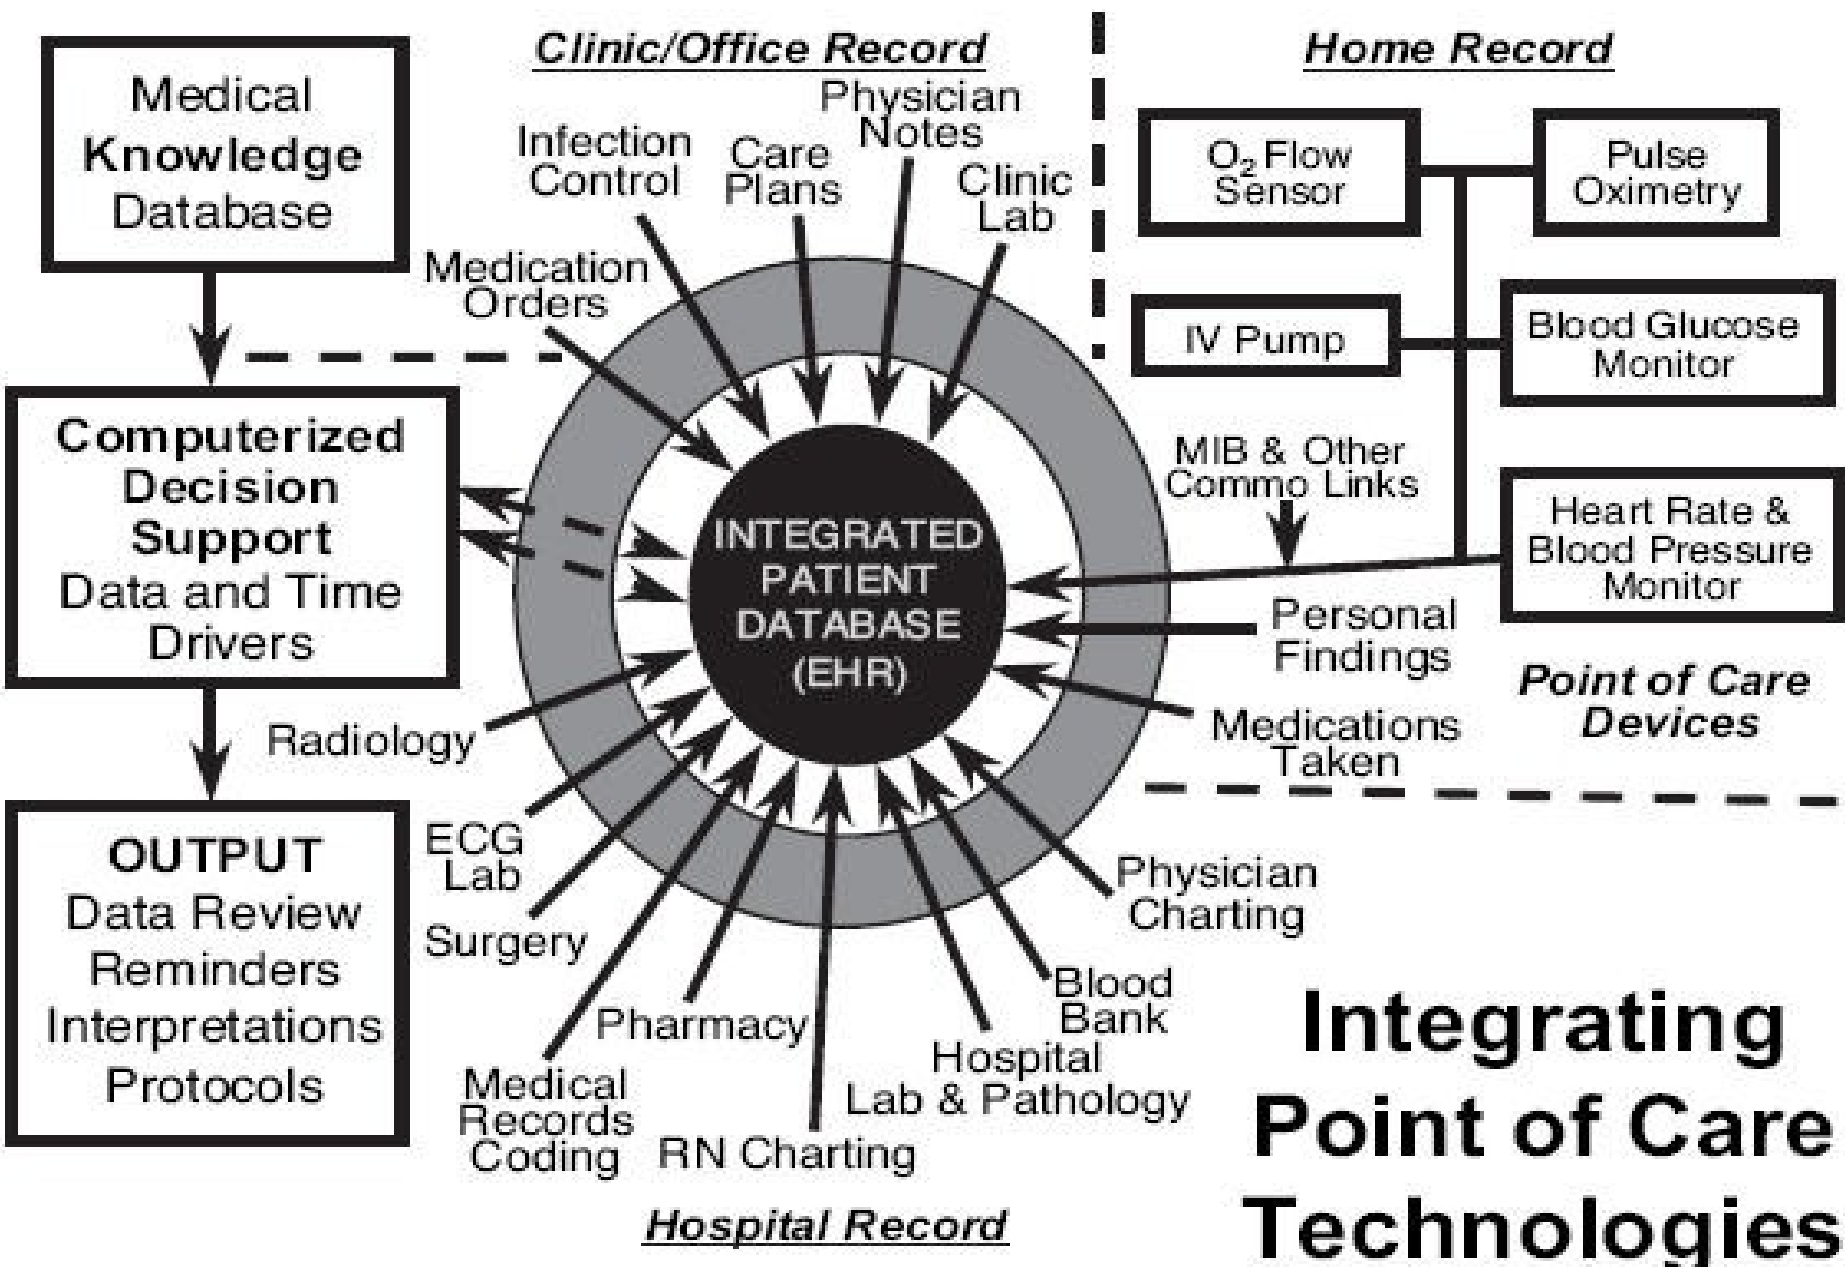 Medical
Knowledge
Database
Computerized
Decision
Support
Data and Time
Drivers
OUTPUT
Data Review
Reminders
Interpretations
Protocols
Clinic/Office Record
Medication
Orders
Infection
Control
Care
Plans
Physician
Notes
Clinic
Lab
INTEGRATED
PATIENT
DATABASE
(EHR)
Radiology
ECG
Lab
Surgery
Medical
Records
Coding
Pharmacy
RN Charting
Hospital
Lab & Pathology
Blood
Bank
Physician
Charting
Hospital Record
Home Record
O₂ Flow
Sensor
Pulse
Oximetry
IV Pump
Blood Glucose
Monitor
MIB & Other
Commo Links
Heart Rate &
Blood Pressure
Monitor
Personal
Findings
Medications
Taken
Point of Care
Devices
Integrating
Point of Care
Technologies